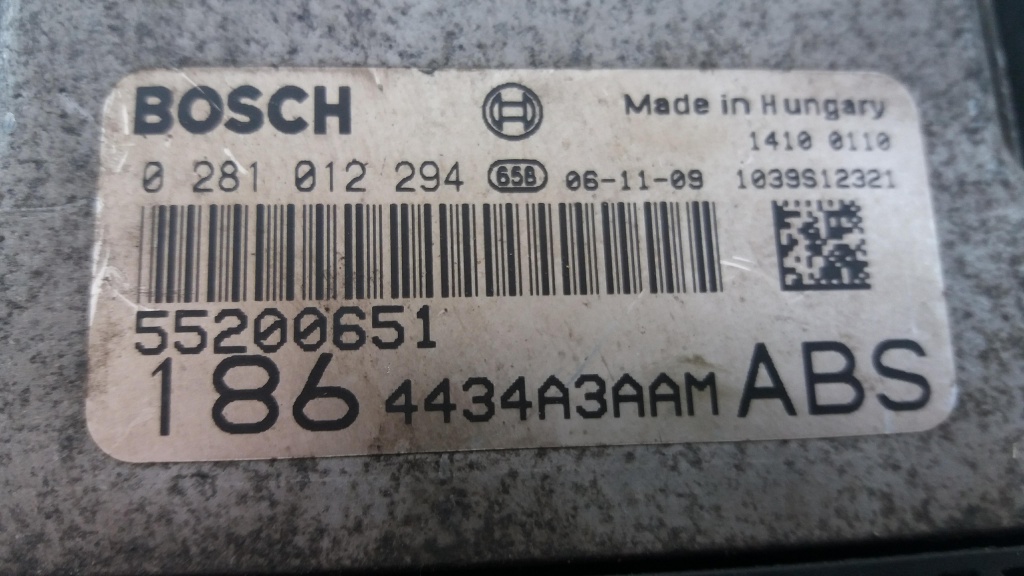 BOSCH Made in Hungary
1410 0110
0 281 012 294 658 06-11-09 1039S12321
55200651
186 4434A3AAM ABS